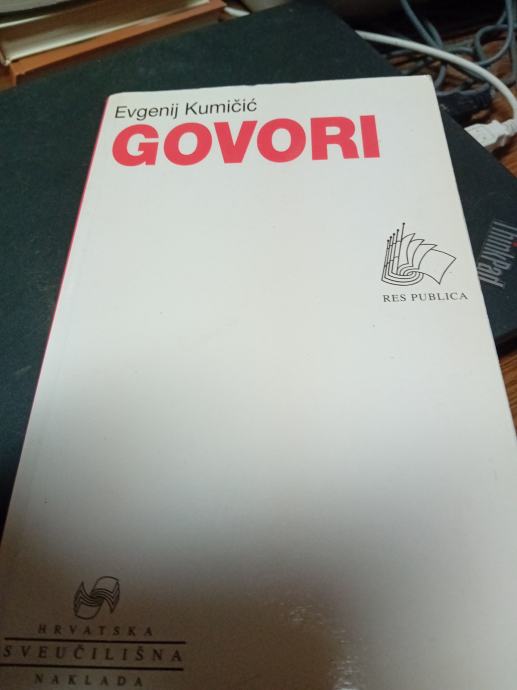 Evgenij Kumičić
GOVORI
RES PUBLICA
ThinkPad
HRVATSKA
SVEUČILIŠNA
NAKLADA